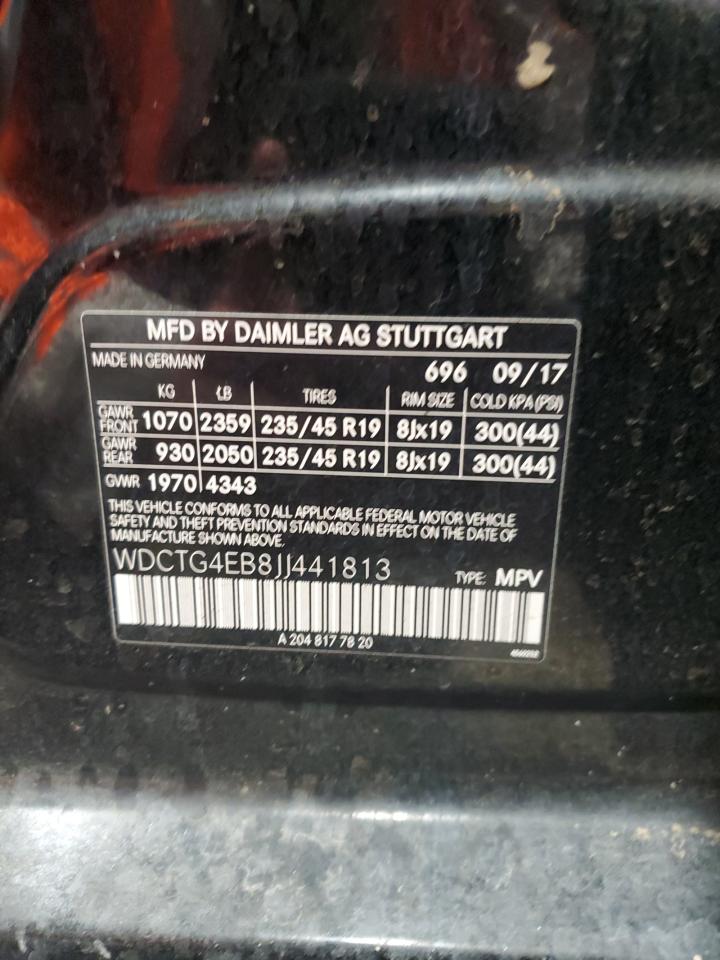 MFD BY DAIMLER AG STUTTGART
MADE IN GERMANY 696 09/17
KG LB TIRES RIM SIZE COLD KPA (PSI)
GAWR FRONT 1070 2359 235/45 R19 8Jx19 300(44)
GAWR REAR 930 2050 235/45 R19 8Jx19 300(44)
GVWR 1970 4343
THIS VEHICLE CONFORMS TO ALL APPLICABLE FEDERAL MOTOR VEHICLE
SAFETY AND THEFT PREVENTION STANDARDS IN EFFECT ON THE DATE OF
MANUFACTURE SHOWN ABOVE.
WDCTG4EB8JJ441813 TYPE: MPV
A 204 817 78 20